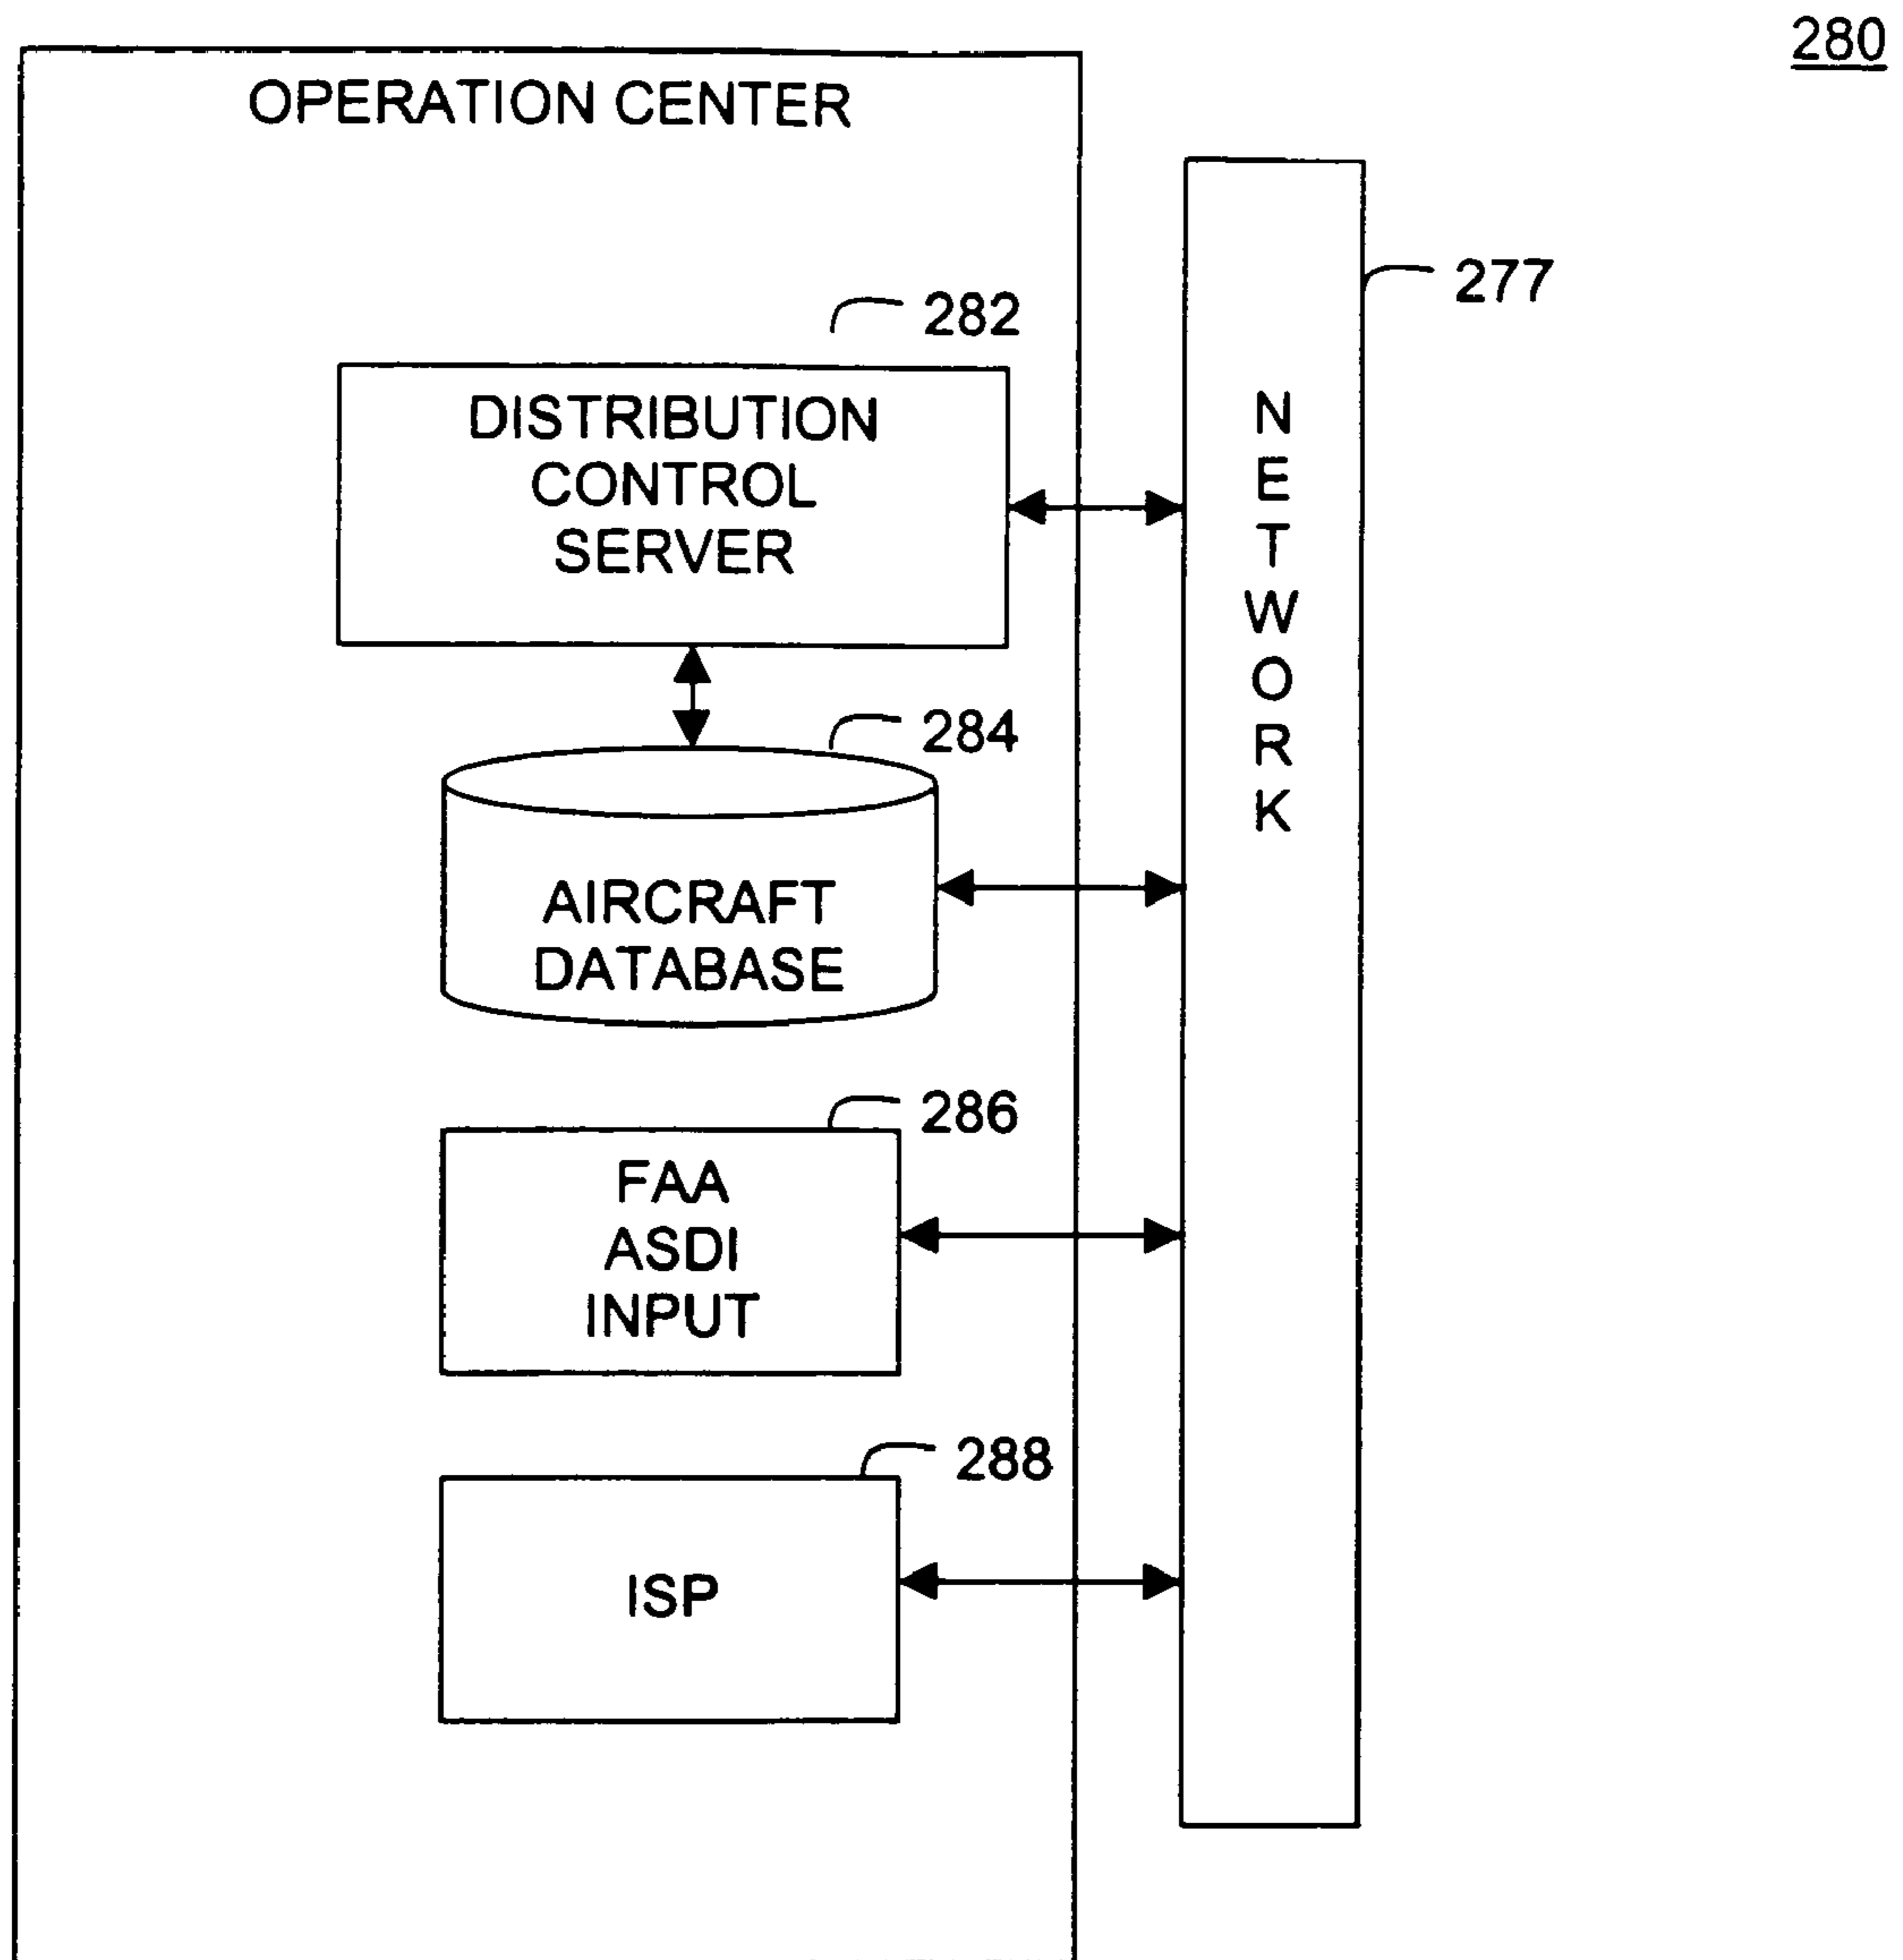 280
OPERATION CENTER
277
282
DISTRIBUTION
CONTROL
SERVER
NETWORK
284
AIRCRAFT
DATABASE
286
FAA
ASDI
INPUT
288
ISP